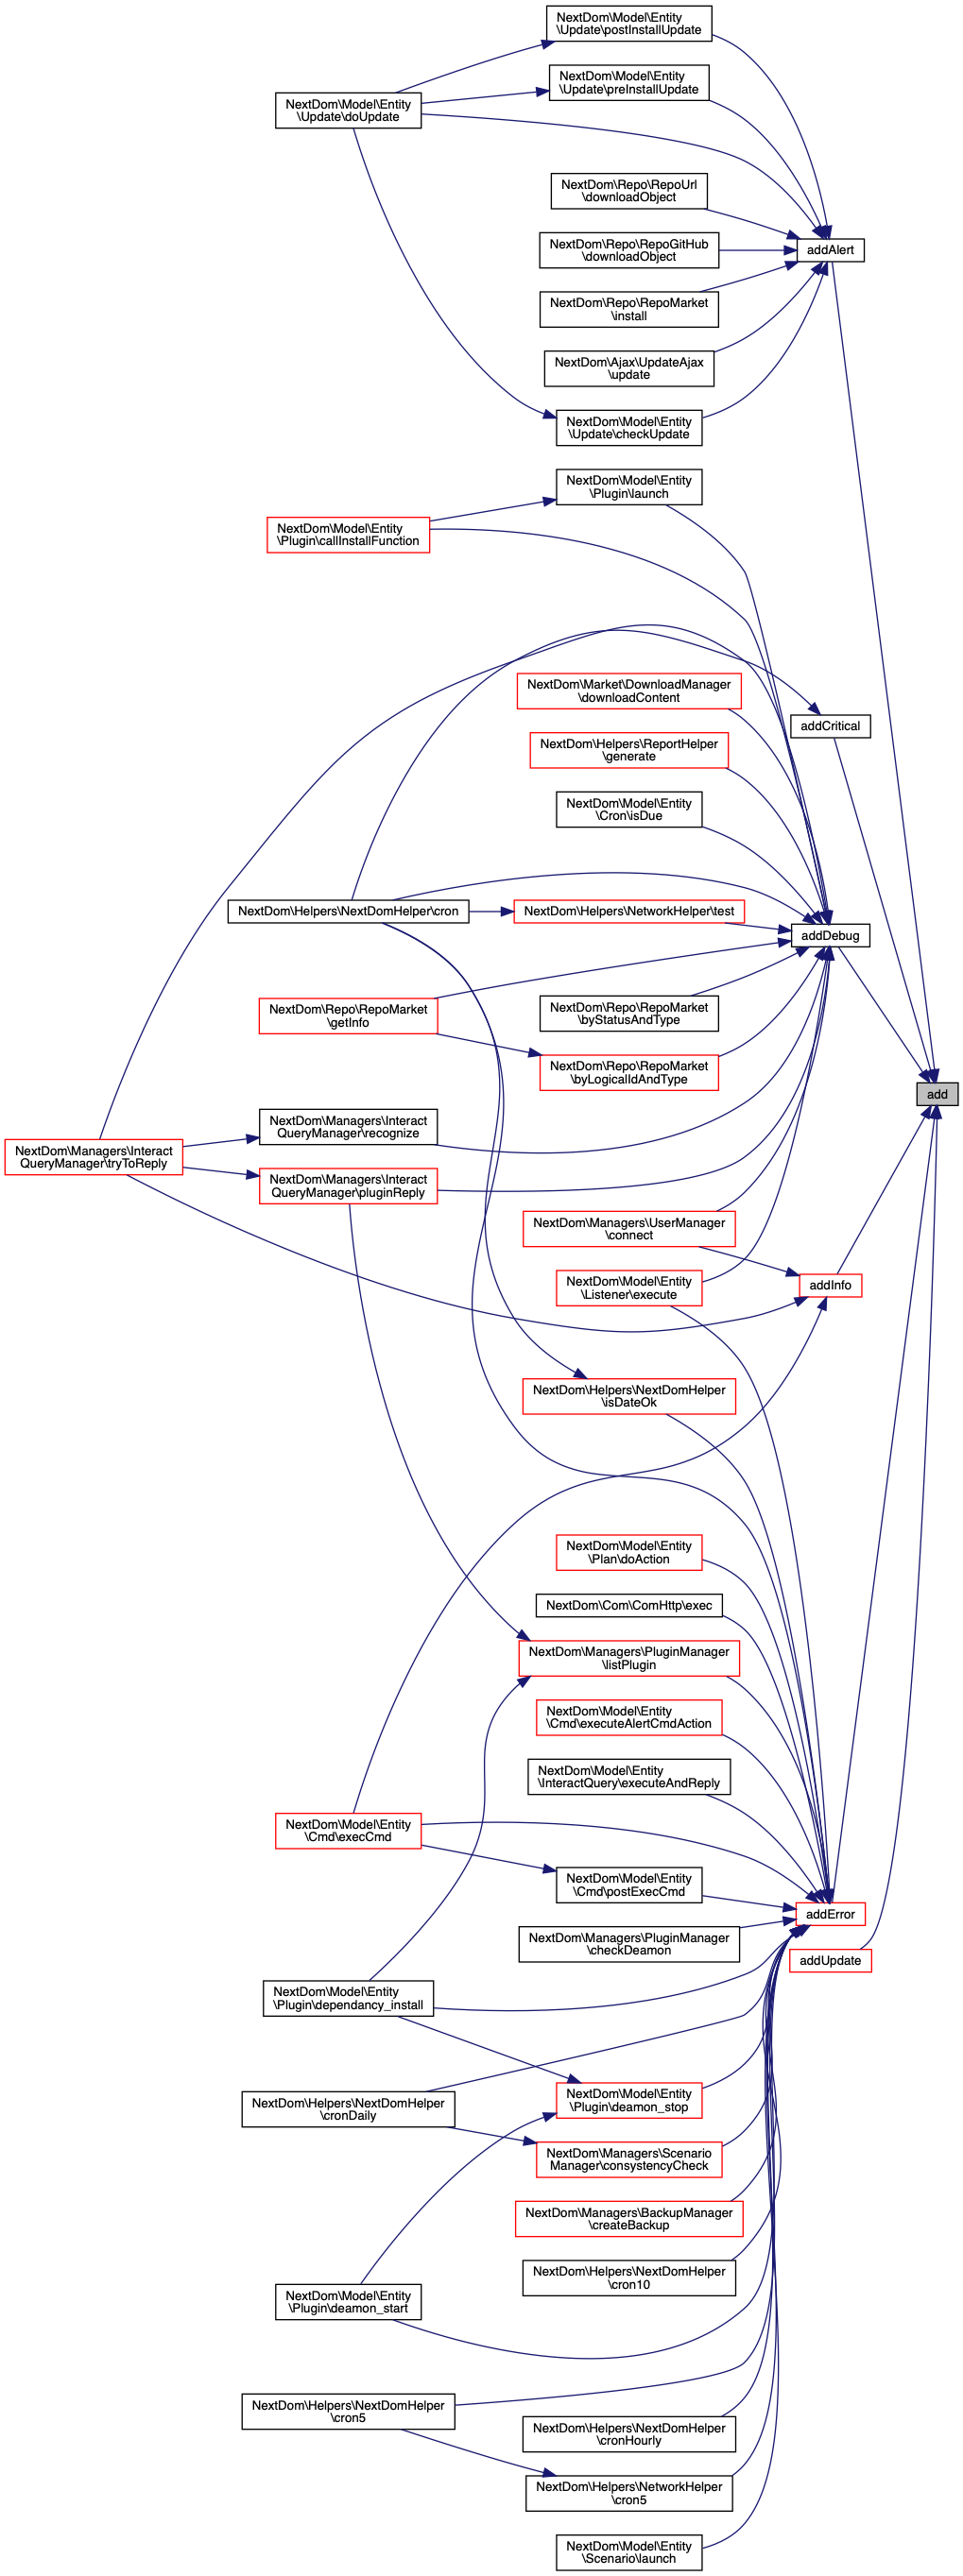 NextDom\Model\Entity
\Update\postInstallUpdate
NextDom\Model\Entity
\Update\preInstallUpdate
NextDom\Model\Entity
\Update\doUpdate
NextDom\Repo\RepoUrl
\downloadObject
NextDom\Repo\RepoGitHub
\downloadObject
addAlert
NextDom\Repo\RepoMarket
\install
NextDom\Ajax\UpdateAjax
\update
NextDom\Model\Entity
\Update\checkUpdate
NextDom\Model\Entity
\Plugin\launch
NextDom\Model\Entity
\Plugin\callInstallFunction
NextDom\Market\DownloadManager
\downloadContent
addCritical
NextDom\Helpers\ReportHelper
\generate
NextDom\Model\Entity
\Cron\isDue
NextDom\Helpers\NextDomHelper\cron
NextDom\Helpers\NetworkHelper\test
addDebug
NextDom\Repo\RepoMarket
\getInfo
NextDom\Repo\RepoMarket
\byStatusAndType
NextDom\Repo\RepoMarket
\byLogicalIdAndType
add
NextDom\Managers\Interact
QueryManager\recognize
NextDom\Managers\Interact
QueryManager\tryToReply
NextDom\Managers\Interact
QueryManager\pluginReply
NextDom\Managers\UserManager
\connect
NextDom\Model\Entity
\Listener\execute
addInfo
NextDom\Helpers\NextDomHelper
\isDateOk
NextDom\Model\Entity
\Plan\doAction
NextDom\Com\ComHttp\exec
NextDom\Managers\PluginManager
\listPlugin
NextDom\Model\Entity
\Cmd\executeAlertCmdAction
NextDom\Model\Entity
\InteractQuery\executeAndReply
NextDom\Model\Entity
\Cmd\execCmd
NextDom\Model\Entity
\Cmd\postExecCmd
addError
NextDom\Managers\PluginManager
\checkDeamon
addUpdate
NextDom\Model\Entity
\Plugin\dependancy_install
NextDom\Model\Entity
\Plugin\deamon_stop
NextDom\Helpers\NextDomHelper
\cronDaily
NextDom\Managers\Scenario
Manager\consystencyCheck
NextDom\Managers\BackupManager
\createBackup
NextDom\Helpers\NextDomHelper
\cron10
NextDom\Model\Entity
\Plugin\deamon_start
NextDom\Helpers\NextDomHelper
\cron5
NextDom\Helpers\NextDomHelper
\cronHourly
NextDom\Helpers\NetworkHelper
\cron5
NextDom\Model\Entity
\Scenario\launch